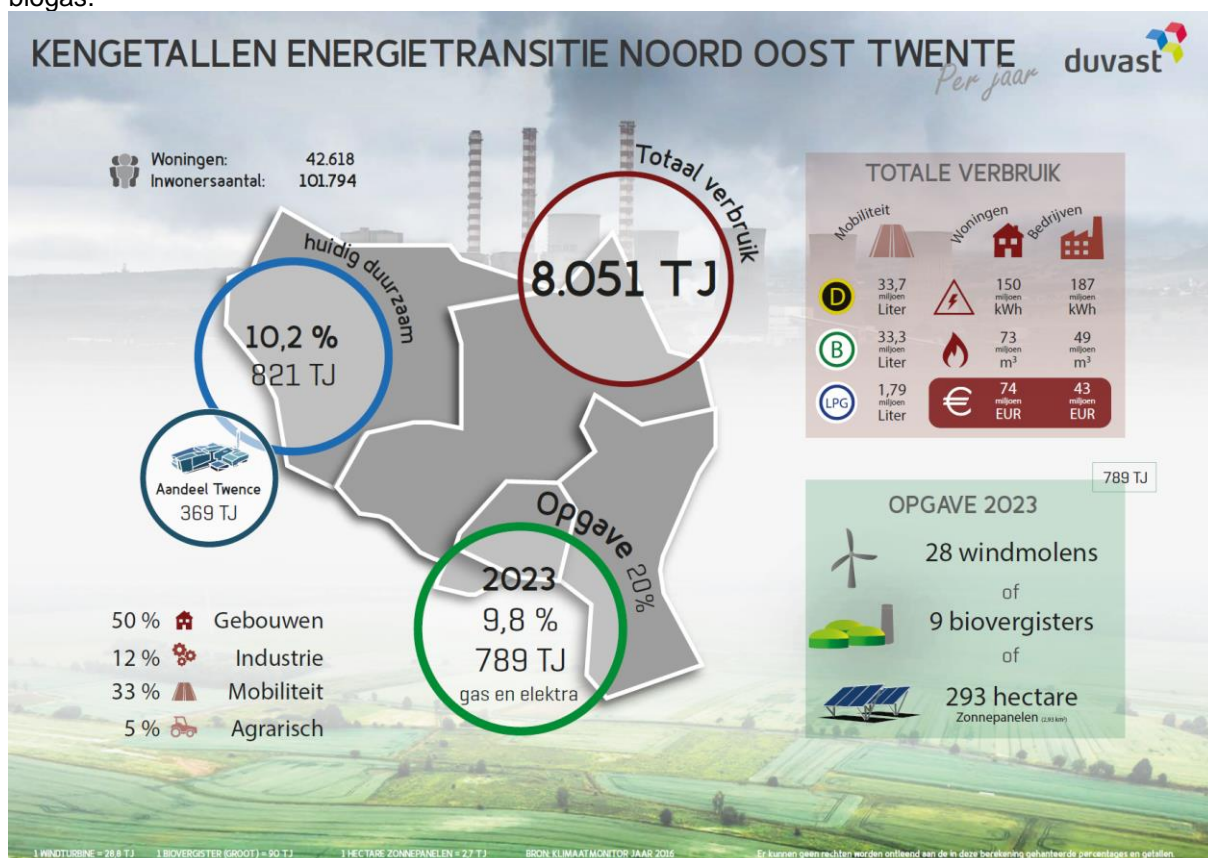 biogas.
KENGETALLEN ENERGIETRANSITIE NOORD OOST TWENTE
Per jaar
duvast
Woningen: 42.618
Inwonersaantal: 101.794
huidig duurzaam
10,2 %
821 TJ
Aandeel Twence
369 TJ
Totaal verbruik
8.051 TJ
Opgave 20%
2023
9,8 %
789 TJ
gas en elektra
50 % Gebouwen
12 % Industrie
33 % Mobiliteit
5 % Agrarisch
TOTALE VERBRUIK
Mobiliteit Woningen Bedrijven
D 33,7 miljoen Liter
150 miljoen kWh
187 miljoen kWh
B 33,3 miljoen Liter
73 miljoen m³
49 miljoen m³
LPG 1,79 miljoen Liter
€ 74 miljoen EUR
43 miljoen EUR
789 TJ
OPGAVE 2023
28 windmolens
of
9 biovergisters
of
293 hectare
Zonnepanelen (2,93 km²)
1 WINDTURBINE = 28,8 TJ 1 BIOVERGISTER (GROOT) = 90 TJ 1 HECTARE ZONNEPANELEN = 2,7 TJ BRON: KLIMAATMONITOR JAAR 2016 Er kunnen geen rechten worden ontleend aan de in deze berekening gehanteerde percentages en getallen.